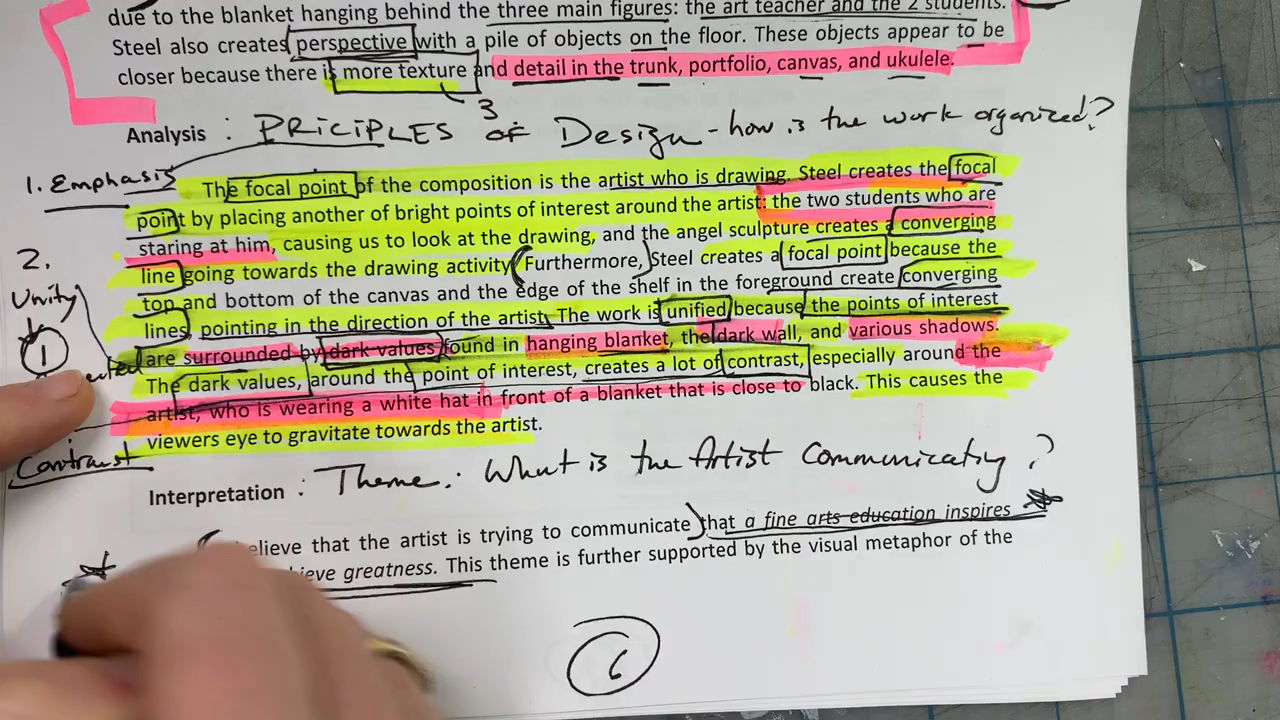 due to the blanket hanging behind the three main figures: the art teacher and the 2 students.
Steel also creates perspective with a pile of objects on the floor. These objects appear to be
closer because there is more texture and detail in the trunk, portfolio, canvas, and ukulele.
3
Analysis : PRICIPLES of Design - how is the work organized?
1. Emphasis
The focal point of the composition is the artist who is drawing. Steel creates the focal
point by placing another of bright points of interest around the artist: the two students who are
staring at him, causing us to look at the drawing, and the angel sculpture creates a converging
2.
line going towards the drawing activity. Furthermore, Steel creates a focal point because the
Unity
top and bottom of the canvas and the edge of the shelf in the foreground create converging
lines, pointing in the direction of the artist. The work is unified because the points of interest
1
are surrounded by dark values found in hanging blanket, the dark wall, and various shadows.
The dark values, around the point of interest, creates a lot of contrast, especially around the
artist, who is wearing a white hat in front of a blanket that is close to black. This causes the
viewers eye to gravitate towards the artist.
Contrast
Interpretation : Theme: What is the Artist Communicating?
believe that the artist is trying to communicate that a fine arts education inspires
greatness. This theme is further supported by the visual metaphor of the
6